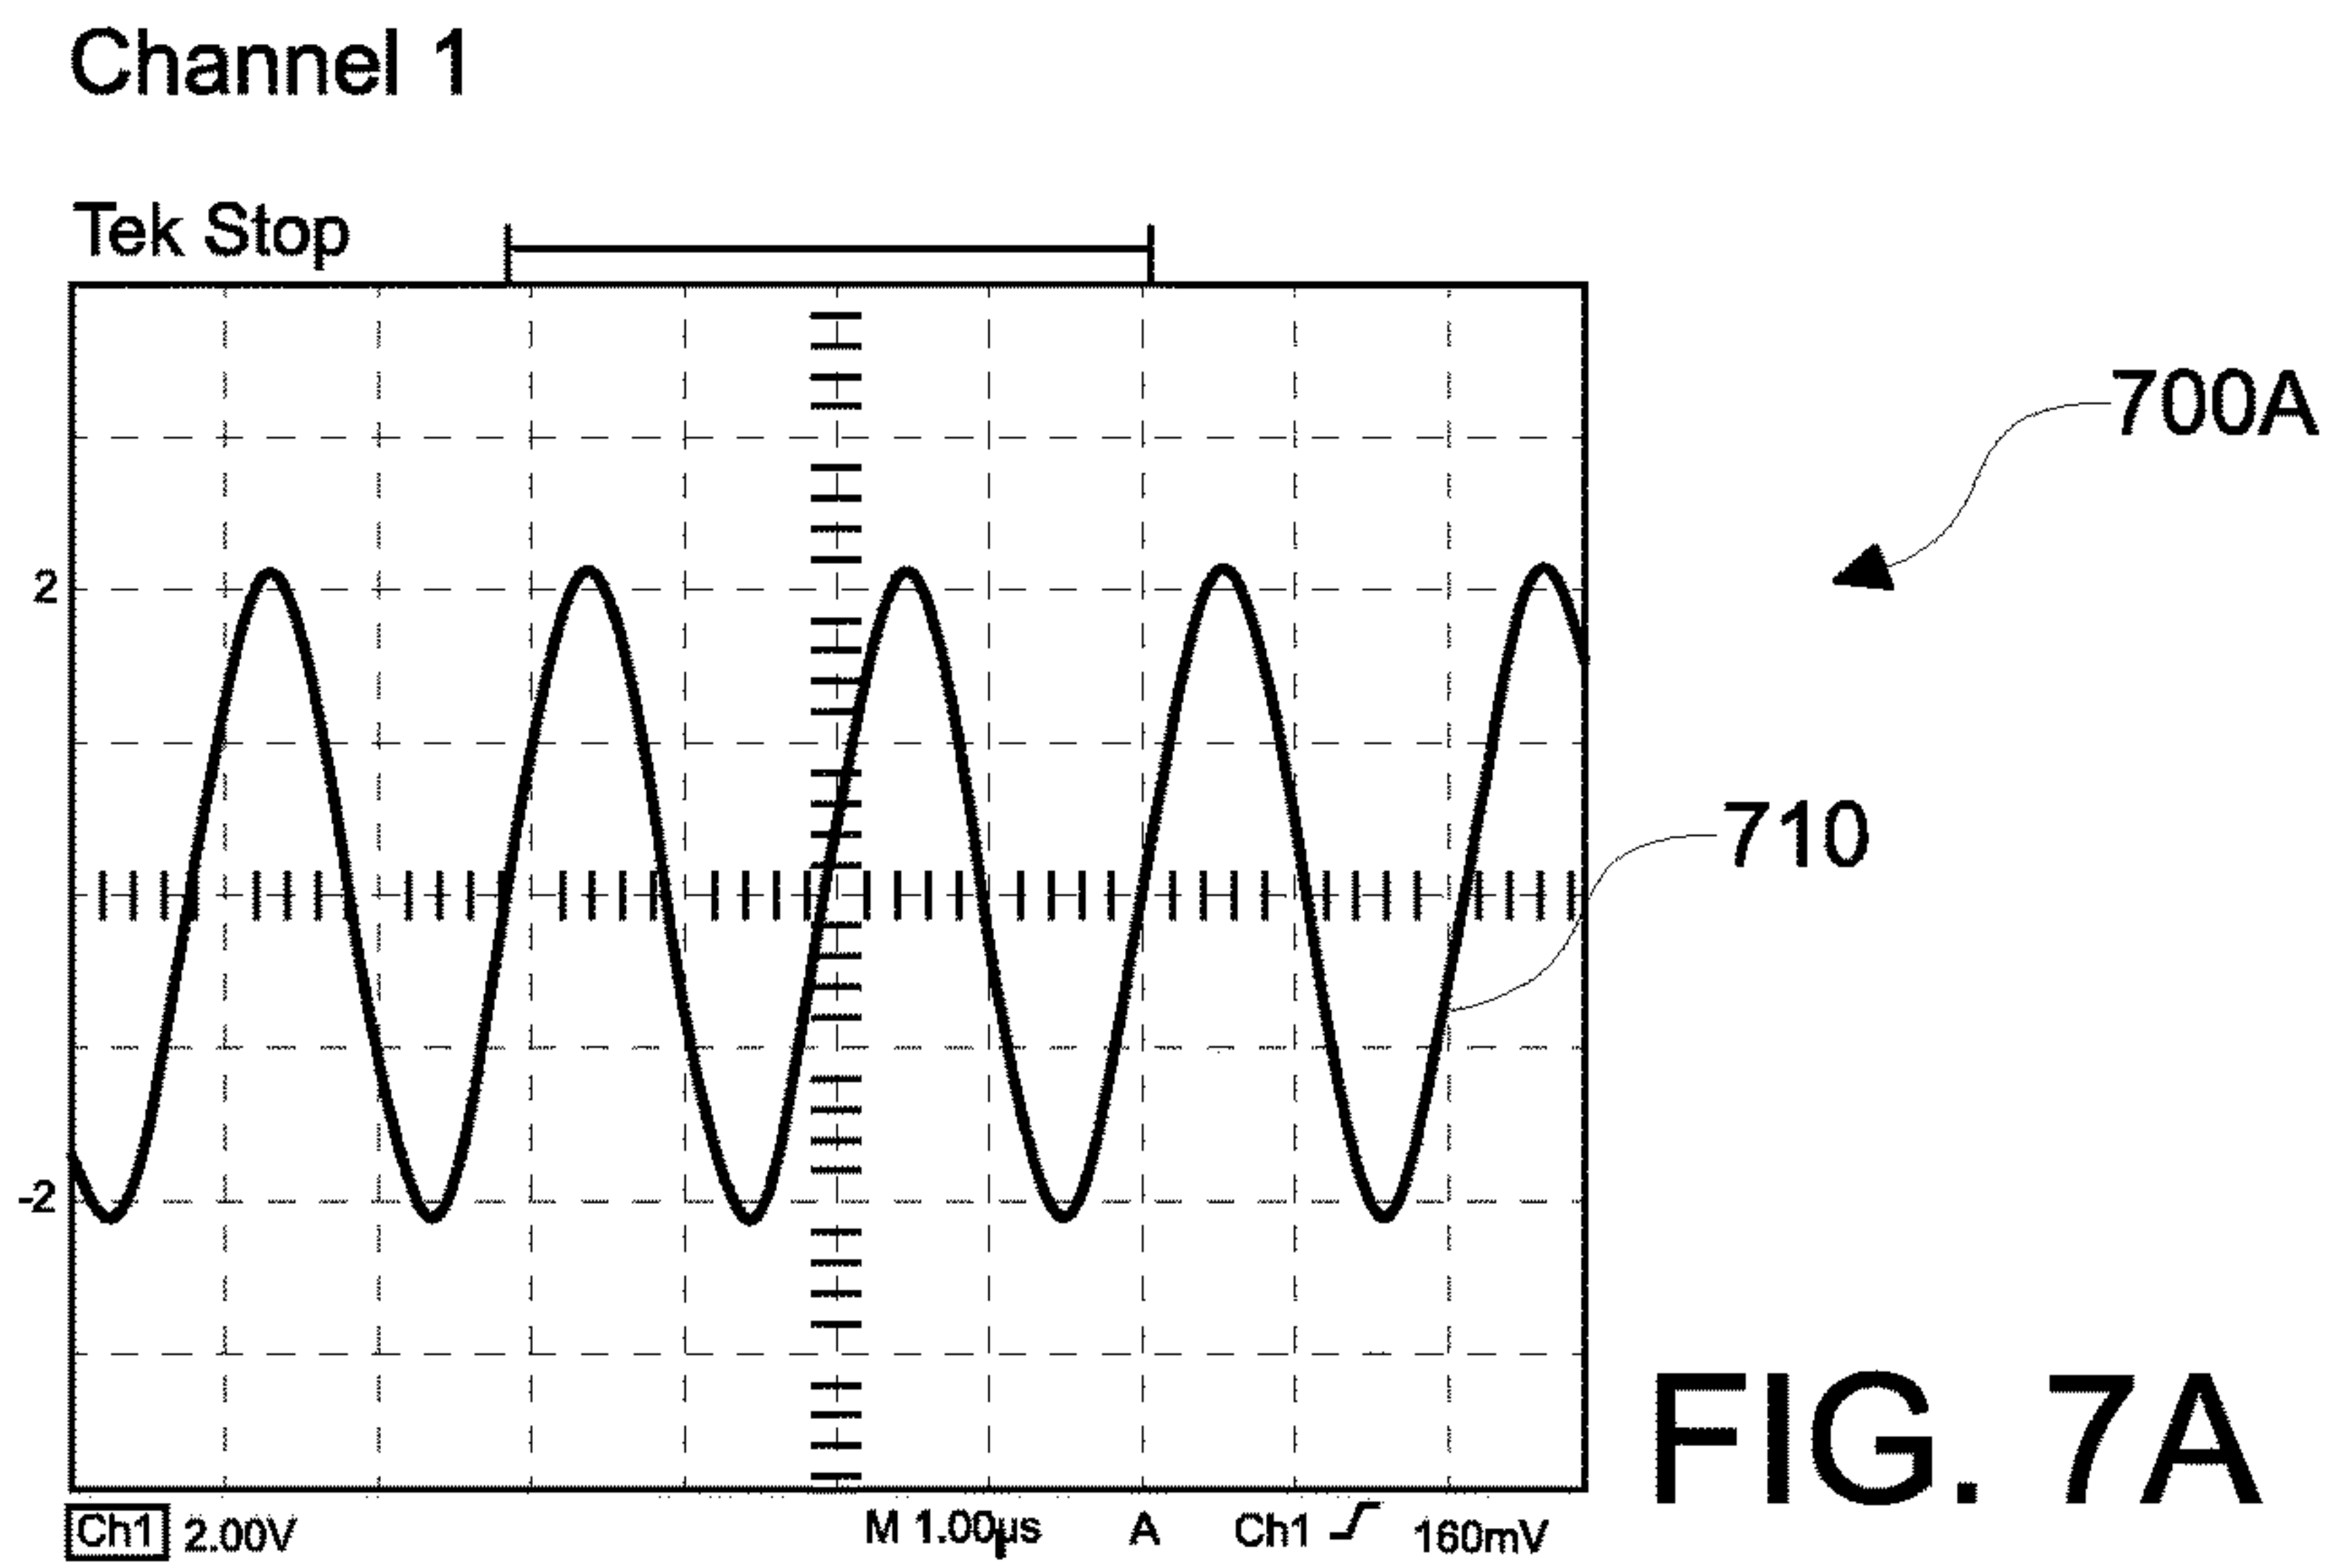 Channel 1
Tek Stop
700A
2
710
-2
FIG. 7A
Ch1 2.00V M 1.00µs A Ch1 160mV